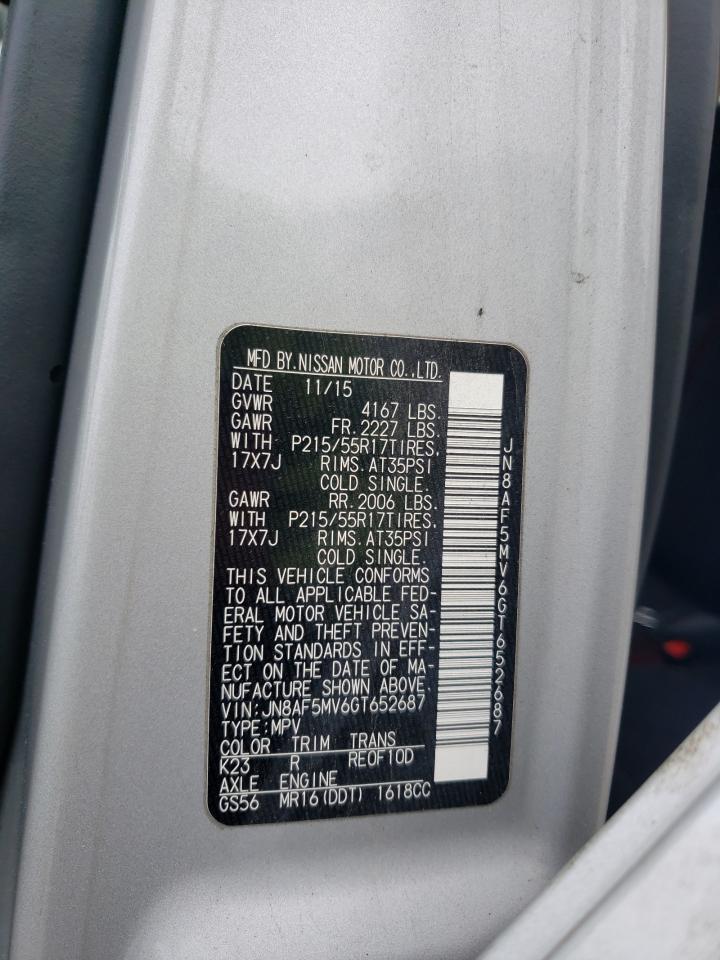 MFD BY.NISSAN MOTOR CO.,LTD.
DATE 11/15
GVWR 4167 LBS.
GAWR FR.2227 LBS.
WITH P215/55R17TIRES,
17X7J RIMS.AT35PSI
COLD SINGLE.
GAWR RR.2006 LBS.
WITH P215/55R17TIRES,
17X7J RIMS.AT35PSI
COLD SINGLE.
THIS VEHICLE CONFORMS
TO ALL APPLICABLE FED-
ERAL MOTOR VEHICLE SA-
FETY AND THEFT PREVEN-
TION STANDARDS IN EFF-
ECT ON THE DATE OF MA-
NUFACTURE SHOWN ABOVE.
VIN:JN8AF5MV6GT652687
TYPE:MPV
COLOR TRIM TRANS
K23 R RE0F10D
AXLE ENGINE
GS56 MR16(DDT) 1618CC
JN8AF5MV6GT652687